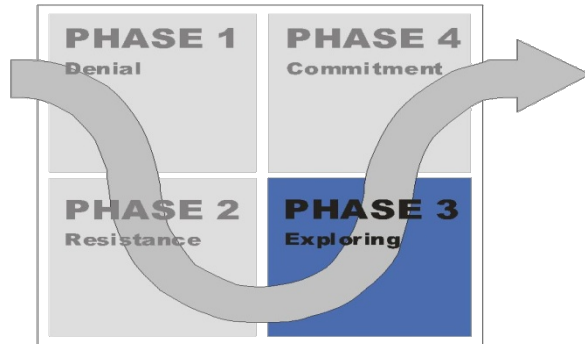 PHASE 1
Denial
PHASE 4
Commitment
PHASE 2
Resistance
PHASE 3
Exploring